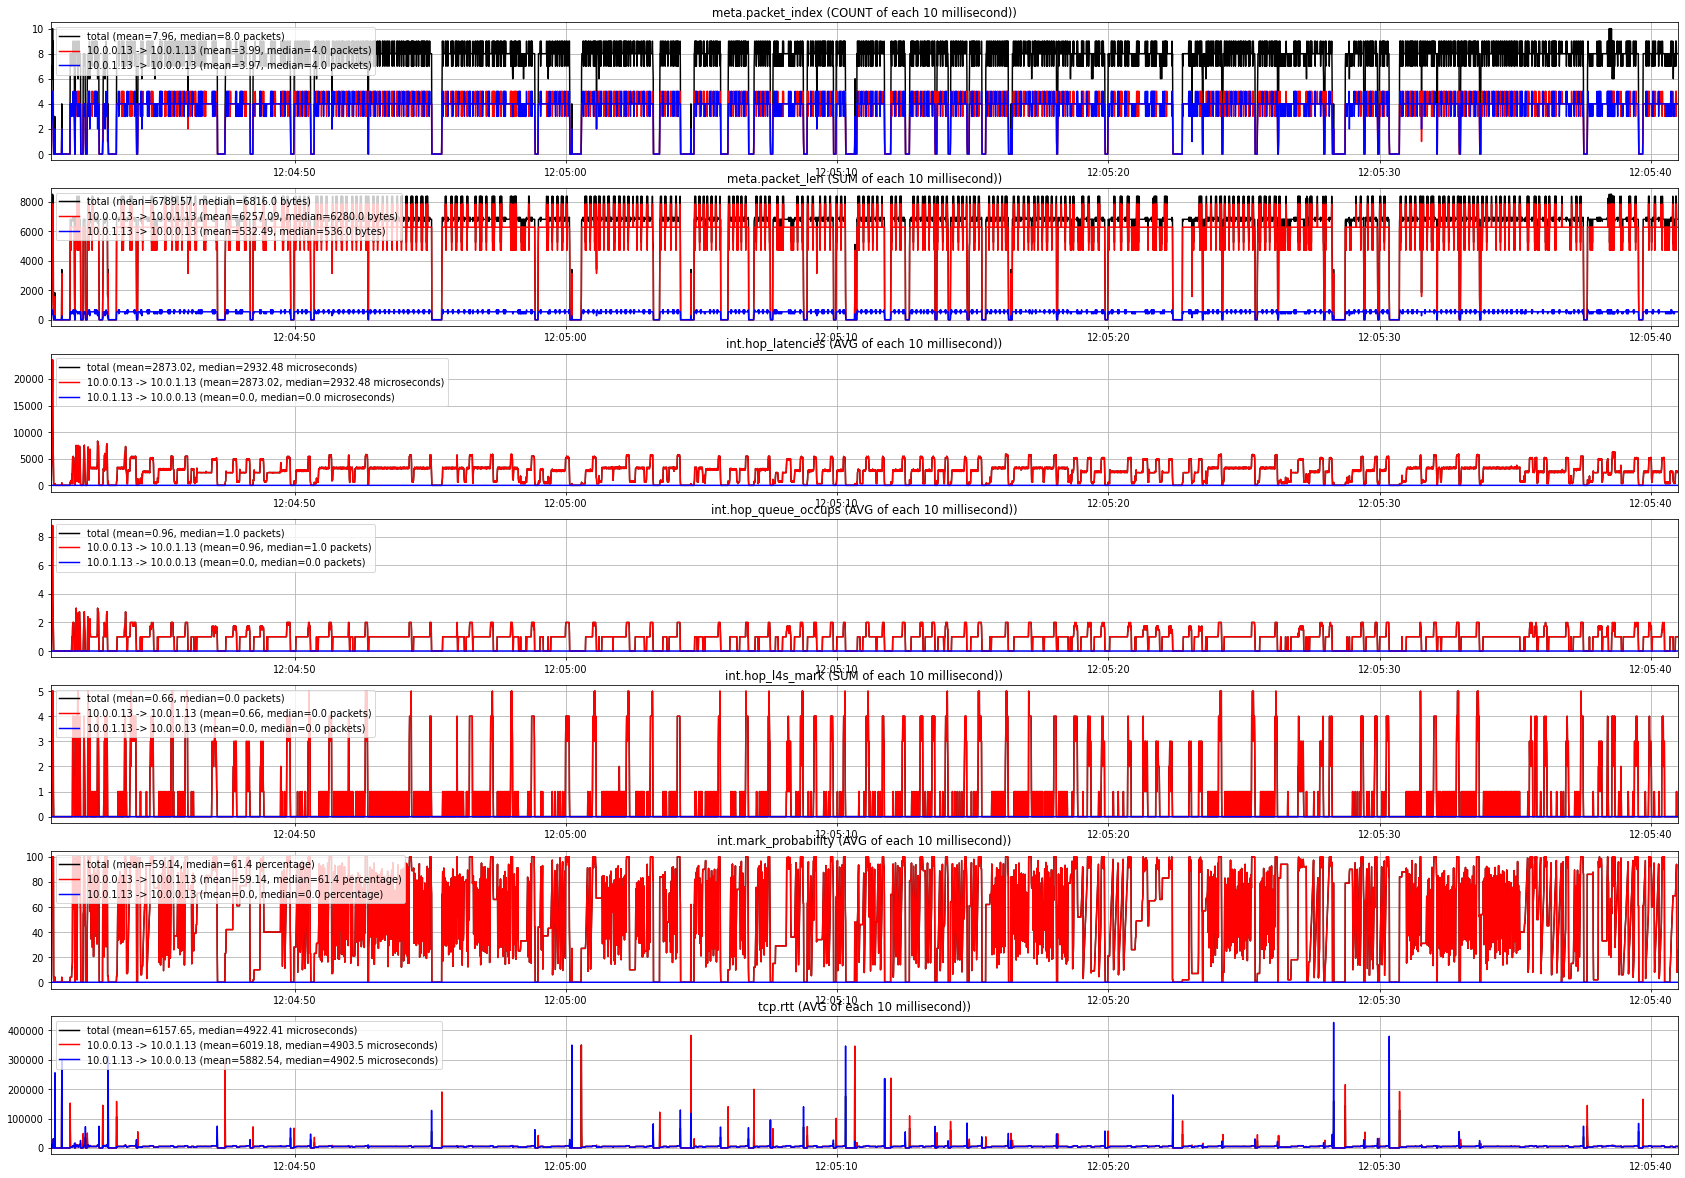 meta.packet_index (COUNT of each 10 millisecond))
10
8
6
4
2
0
total (mean=7.96, median=8.0 packets)
10.0.0.13 -> 10.0.1.13 (mean=3.99, median=4.0 packets)
10.0.1.13 -> 10.0.0.13 (mean=3.97, median=4.0 packets)
12:04:50 12:05:00 12:05:10 12:05:20 12:05:30 12:05:40
meta.packet_len (SUM of each 10 millisecond))
8000
6000
4000
2000
0
total (mean=6789.57, median=6816.0 bytes)
10.0.0.13 -> 10.0.1.13 (mean=6257.09, median=6280.0 bytes)
10.0.1.13 -> 10.0.0.13 (mean=532.49, median=536.0 bytes)
12:04:50 12:05:00 12:05:10 12:05:20 12:05:30 12:05:40
int.hop_latencies (AVG of each 10 millisecond))
20000
15000
10000
5000
0
total (mean=2873.02, median=2932.48 microseconds)
10.0.0.13 -> 10.0.1.13 (mean=2873.02, median=2932.48 microseconds)
10.0.1.13 -> 10.0.0.13 (mean=0.0, median=0.0 microseconds)
12:04:50 12:05:00 12:05:10 12:05:20 12:05:30 12:05:40
int.hop_queue_occups (AVG of each 10 millisecond))
8
6
4
2
0
total (mean=0.96, median=1.0 packets)
10.0.0.13 -> 10.0.1.13 (mean=0.96, median=1.0 packets)
10.0.1.13 -> 10.0.0.13 (mean=0.0, median=0.0 packets)
12:04:50 12:05:00 12:05:10 12:05:20 12:05:30 12:05:40
int.hop_l4s_mark (SUM of each 10 millisecond))
5
4
3
2
1
0
total (mean=0.66, median=0.0 packets)
10.0.0.13 -> 10.0.1.13 (mean=0.66, median=0.0 packets)
10.0.1.13 -> 10.0.0.13 (mean=0.0, median=0.0 packets)
12:04:50 12:05:00 12:05:10 12:05:20 12:05:30 12:05:40
int.mark_probability (AVG of each 10 millisecond))
100
80
60
40
20
0
total (mean=59.14, median=61.4 percentage)
10.0.0.13 -> 10.0.1.13 (mean=59.14, median=61.4 percentage)
10.0.1.13 -> 10.0.0.13 (mean=0.0, median=0.0 percentage)
12:04:50 12:05:00 12:05:10 12:05:20 12:05:30 12:05:40
tcp.rtt (AVG of each 10 millisecond))
400000
300000
200000
100000
0
total (mean=6157.65, median=4922.41 microseconds)
10.0.0.13 -> 10.0.1.13 (mean=6019.18, median=4903.5 microseconds)
10.0.1.13 -> 10.0.0.13 (mean=5882.54, median=4902.5 microseconds)
12:04:50 12:05:00 12:05:10 12:05:20 12:05:30 12:05:40